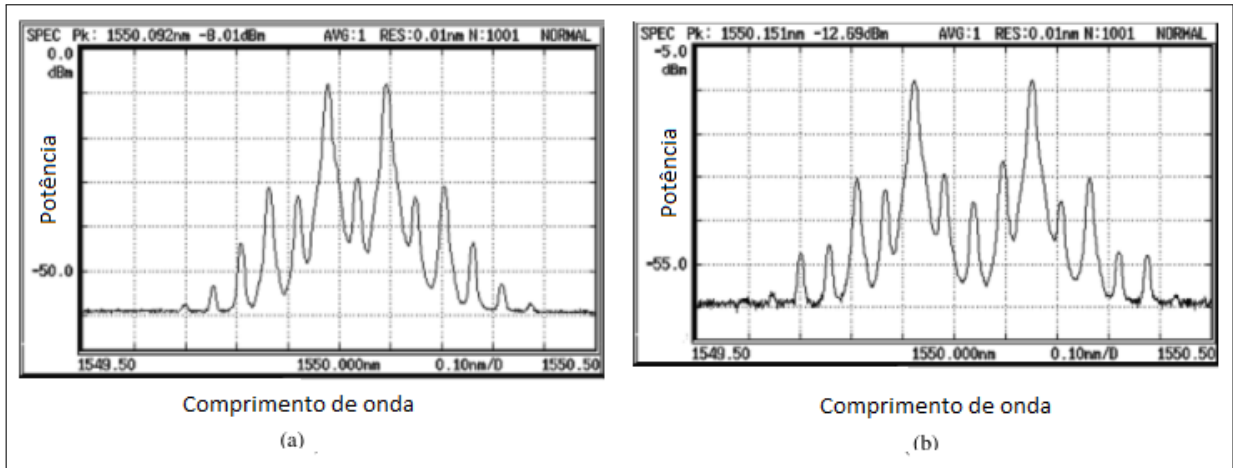 SPEC Pk: 1550.092nm -8.01dBm AVG:1 RES:0.01nm N:1001 NORMAL
0.0
dBm
Potência
-50.0
1549.50 1550.000nm 0.10nm/D 1550.50
Comprimento de onda
(a)
SPEC Pk: 1550.151nm -12.69dBm AVG:1 RES:0.01nm N:1001 NORMAL
-5.0
dBm
Potência
-55.0
1549.50 1550.000nm 0.10nm/D 1550.50
Comprimento de onda
(b)